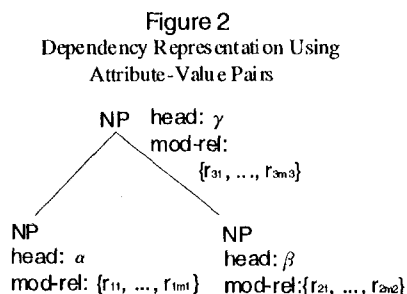 Figure 2
Dependency Representation Using
Attribute-Value Pairs
NP head: γ
mod-rel:
{r₃₁, ..., r₃ₘ₃}
NP NP
head: α head: β
mod-rel: {r₁₁, ..., r₁ₘ₁} mod-rel:{r₂₁, ..., r₂ₘ₂}